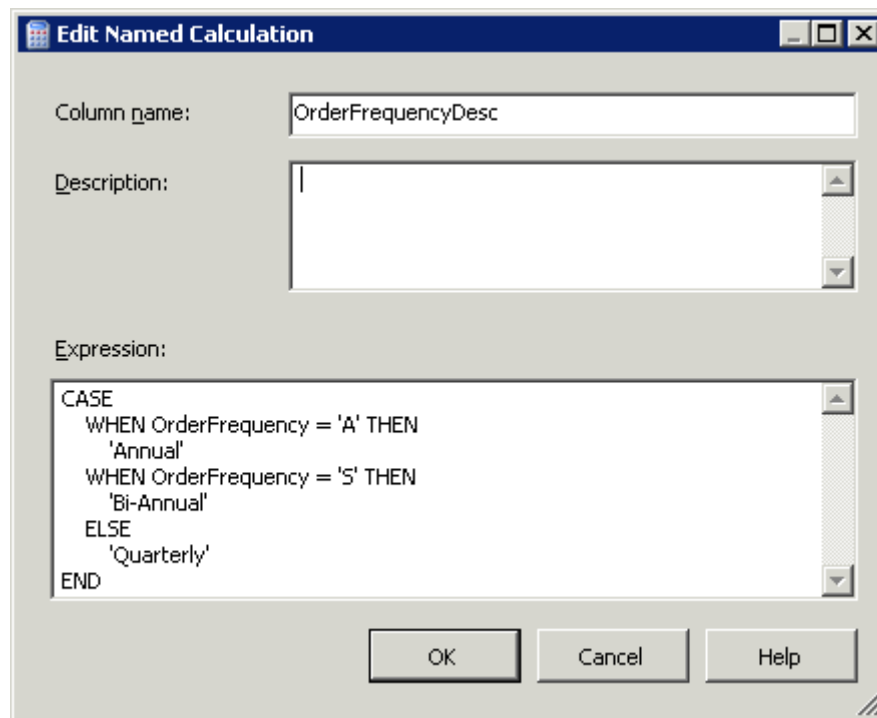 Edit Named Calculation
Column name:
OrderFrequencyDesc
Description:
Expression:
CASE
WHEN OrderFrequency = 'A' THEN
'Annual'
WHEN OrderFrequency = 'S' THEN
'Bi-Annual'
ELSE
'Quarterly'
END
OK
Cancel
Help